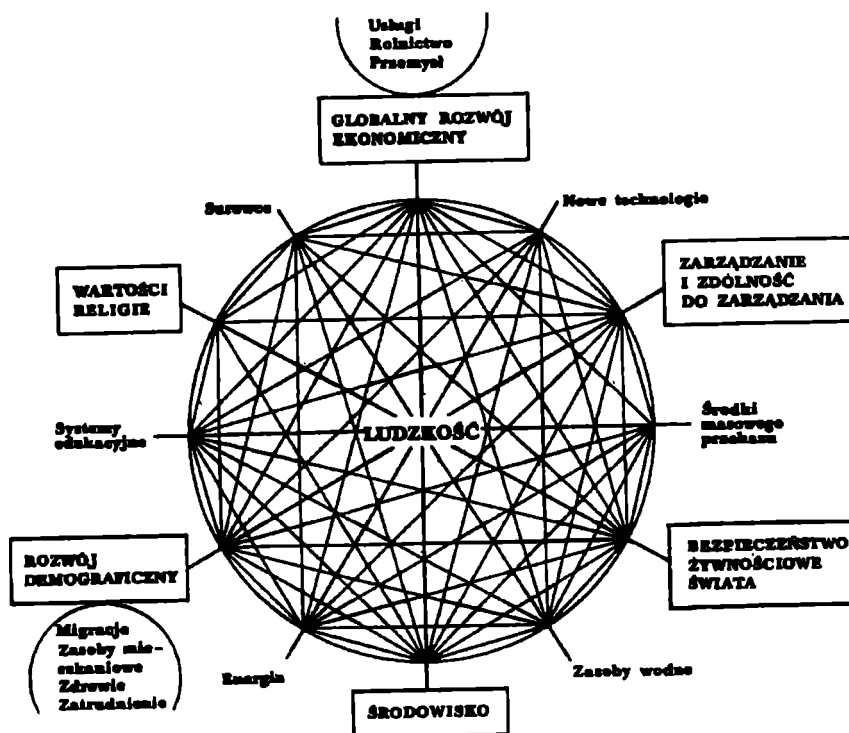 Usługi
Rolnictwo
Przemysł
GLOBALNY ROZWÓJ
EKONOMICZNY
Surowce
Nowe technologie
WARTOŚCI
RELIGIE
ZARZĄDZANIE
I ZDÓLNOŚĆ
DO ZARZĄDZANIA
Systemy
edukacyjne
LUDZKOŚĆ
Środki
masowego
przekazu
ROZWÓJ
DEMOGRAFICZNY
BEZPIECZEŃSTWO
ŻYWNOŚCIOWE
ŚWIATA
Migracje
Zasoby mie-
szkaniowe
Zdrowie
Zatrudnienie
Energia
Zasoby wodne
ŚRODOWISKO